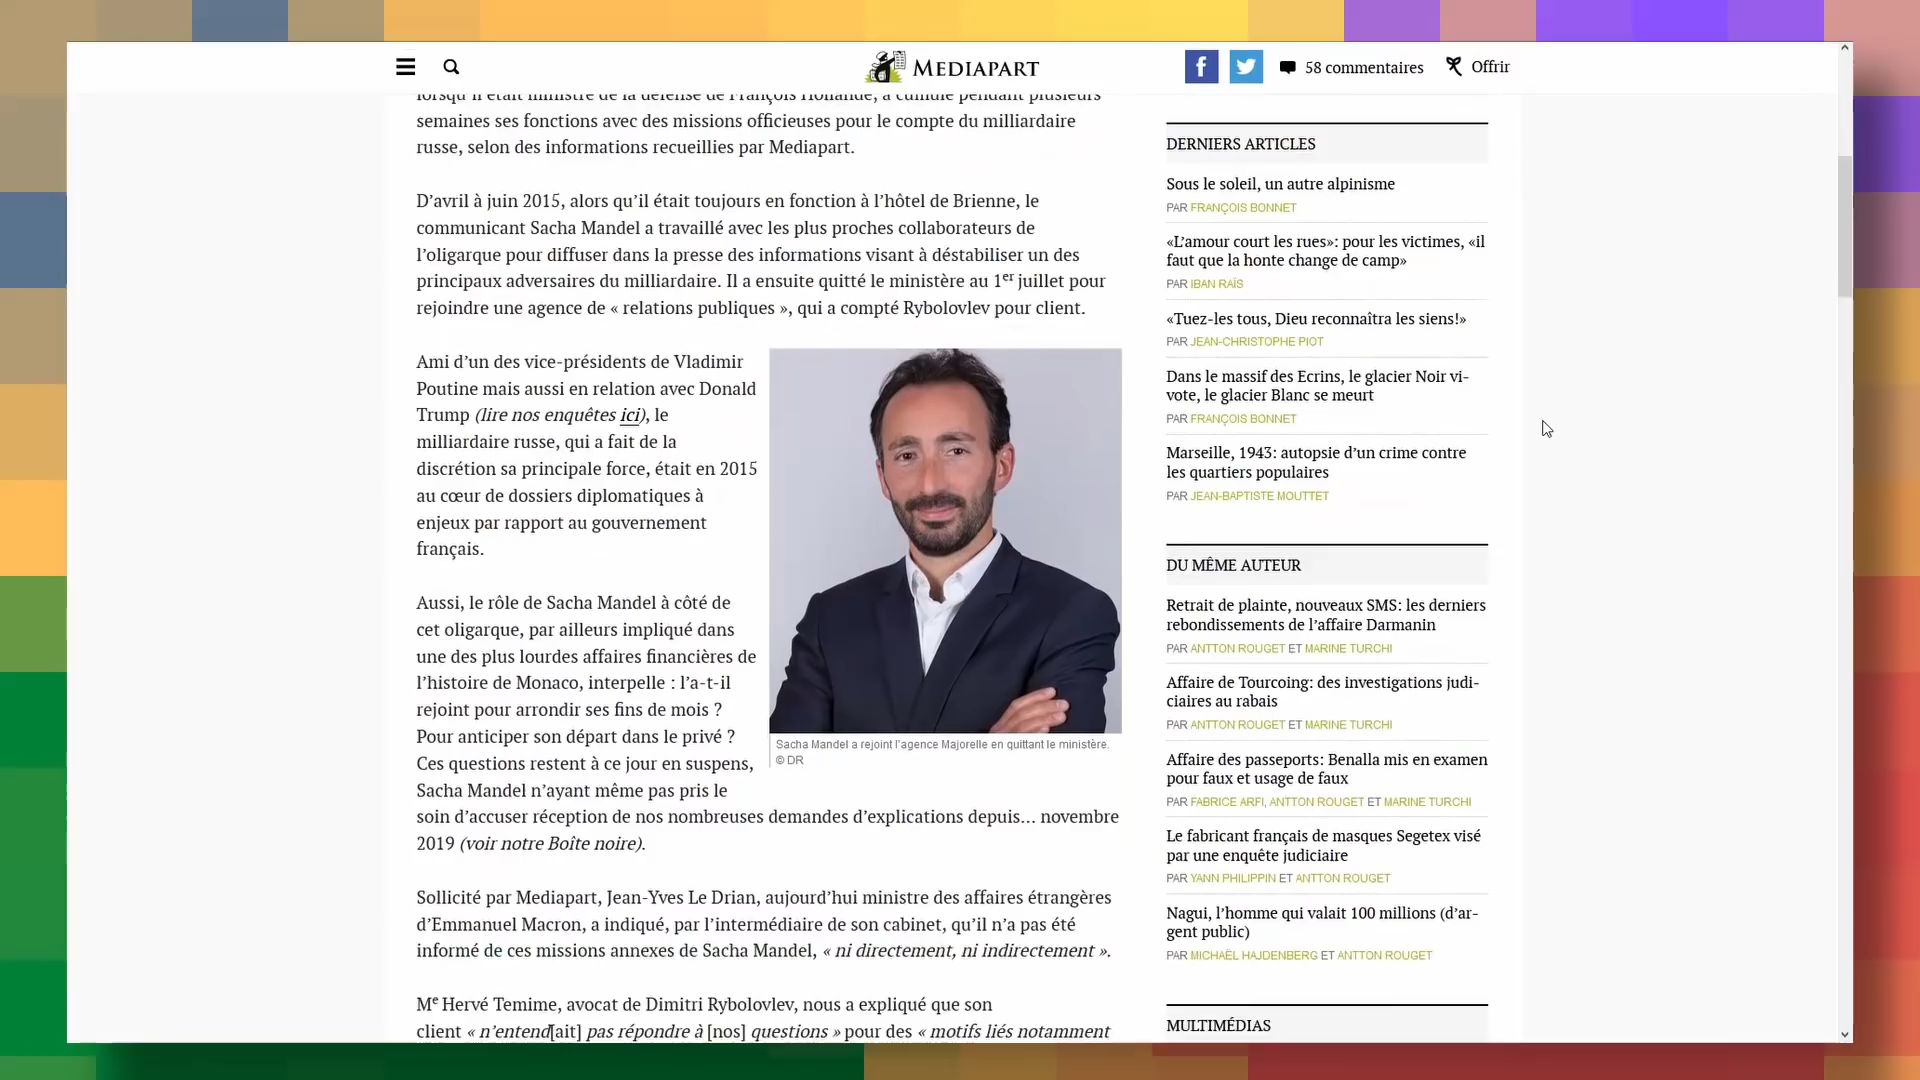 MEDIAPART
58 commentaires
Offrir
lorsqu'il était ministre de la défense de François Hollande, a cumulé pendant plusieurs
semaines ses fonctions avec des missions officieuses pour le compte du milliardaire
russe, selon des informations recueillies par Mediapart.
D’avril à juin 2015, alors qu’il était toujours en fonction à l’hôtel de Brienne, le
communicant Sacha Mandel a travaillé avec les plus proches collaborateurs de
l’oligarque pour diffuser dans la presse des informations visant à déstabiliser un des
principaux adversaires du milliardaire. Il a ensuite quitté le ministère au 1er juillet pour
rejoindre une agence de « relations publiques », qui a compté Rybolovlev pour client.
Ami d’un des vice-présidents de Vladimir
Poutine mais aussi en relation avec Donald
Trump (lire nos enquêtes ici), le
milliardaire russe, qui a fait de la
discrétion sa principale force, était en 2015
au cœur de dossiers diplomatiques à
enjeux par rapport au gouvernement
français.
Aussi, le rôle de Sacha Mandel à côté de
cet oligarque, par ailleurs impliqué dans
une des plus lourdes affaires financières de
l’histoire de Monaco, interpelle : l’a-t-il
rejoint pour arrondir ses fins de mois ?
Pour anticiper son départ dans le privé ?
Ces questions restent à ce jour en suspens,
Sacha Mandel n’ayant même pas pris le
soin d’accuser réception de nos nombreuses demandes d’explications depuis… novembre
2019 (voir notre Boîte noire).
Sacha Mandel a rejoint l'agence Majorelle en quittant le ministère.
© DR
Sollicité par Mediapart, Jean-Yves Le Drian, aujourd’hui ministre des affaires étrangères
d’Emmanuel Macron, a indiqué, par l’intermédiaire de son cabinet, qu’il n’a pas été
informé de ces missions annexes de Sacha Mandel, « ni directement, ni indirectement ».
Me Hervé Temime, avocat de Dimitri Rybolovlev, nous a expliqué que son
client « n’entend[ait] pas répondre à [nos] questions » pour des « motifs liés notamment
DERNIERS ARTICLES
Sous le soleil, un autre alpinisme
PAR FRANÇOIS BONNET
«L’amour court les rues»: pour les victimes, «il
faut que la honte change de camp»
PAR IBAN RAÏS
«Tuez-les tous, Dieu reconnaîtra les siens!»
PAR JEAN-CHRISTOPHE PIOT
Dans le massif des Ecrins, le glacier Noir vi-
vote, le glacier Blanc se meurt
PAR FRANÇOIS BONNET
Marseille, 1943: autopsie d’un crime contre
les quartiers populaires
PAR JEAN-BAPTISTE MOUTTET
DU MÊME AUTEUR
Retrait de plainte, nouveaux SMS: les derniers
rebondissements de l’affaire Darmanin
PAR ANTTON ROUGET ET MARINE TURCHI
Affaire de Tourcoing: des investigations judi-
ciaires au rabais
PAR ANTTON ROUGET ET MARINE TURCHI
Affaire des passeports: Benalla mis en examen
pour faux et usage de faux
PAR FABRICE ARFI, ANTTON ROUGET ET MARINE TURCHI
Le fabricant français de masques Segetex visé
par une enquête judiciaire
PAR YANN PHILIPPIN ET ANTTON ROUGET
Nagui, l’homme qui valait 100 millions (d’ar-
gent public)
PAR MICHAËL HAJDENBERG ET ANTTON ROUGET
MULTIMÉDIAS